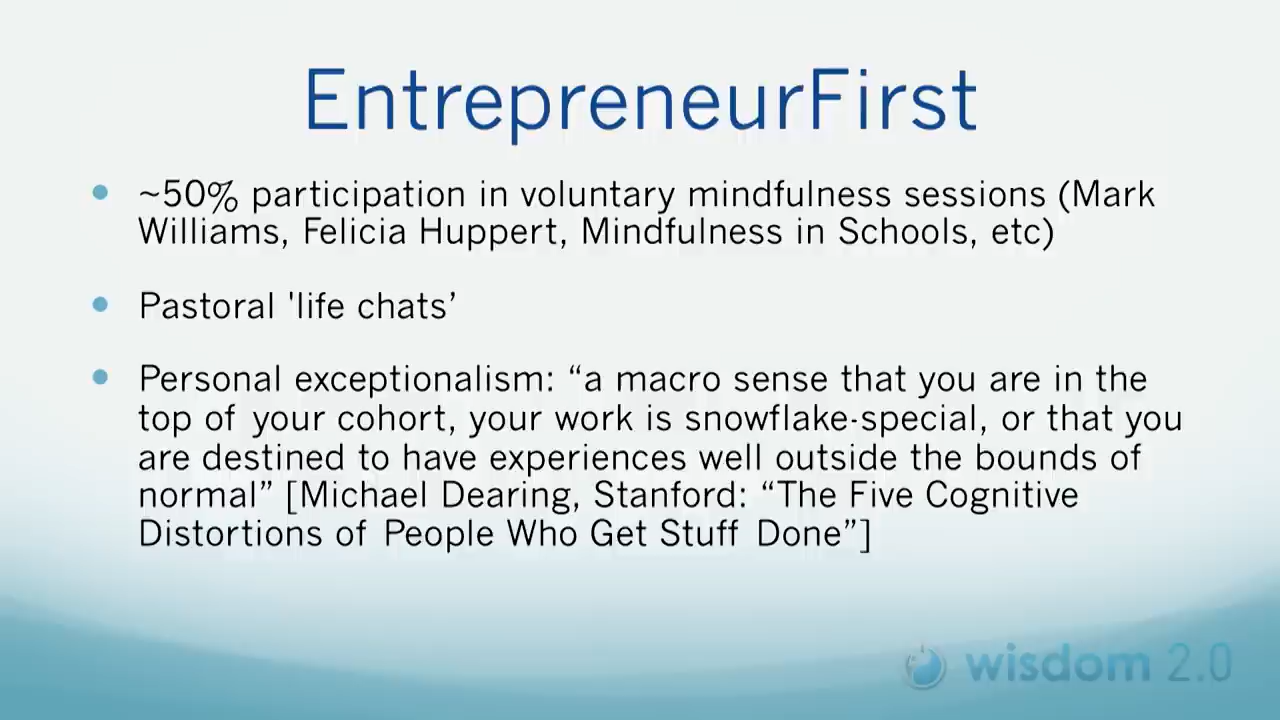 EntrepreneurFirst
• ~50% participation in voluntary mindfulness sessions (Mark
Williams, Felicia Huppert, Mindfulness in Schools, etc)
• Pastoral 'life chats’
• Personal exceptionalism: “a macro sense that you are in the
top of your cohort, your work is snowflake-special, or that you
are destined to have experiences well outside the bounds of
normal” [Michael Dearing, Stanford: “The Five Cognitive
Distortions of People Who Get Stuff Done”]
wisdom 2.0